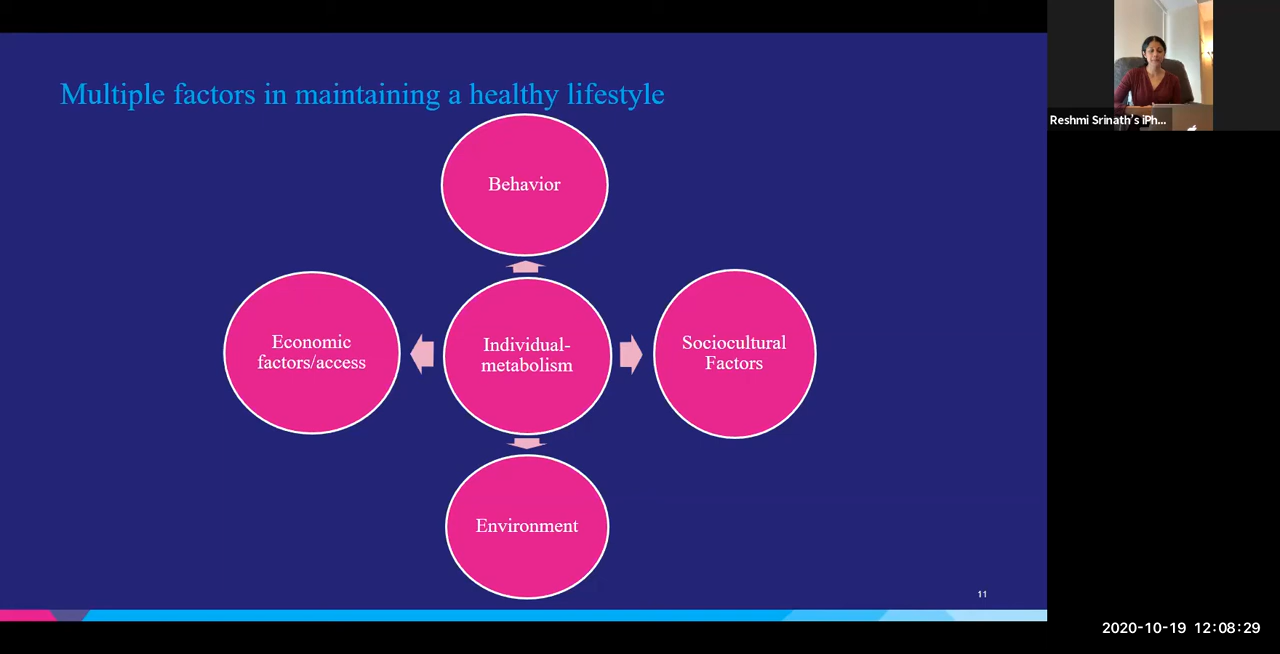 Multiple factors in maintaining a healthy lifestyle
Reshmi Srinath's iPh...
Behavior
Economic
factors/access
Individual-
metabolism
Sociocultural
Factors
Environment
11
2020-10-19 12:08:29